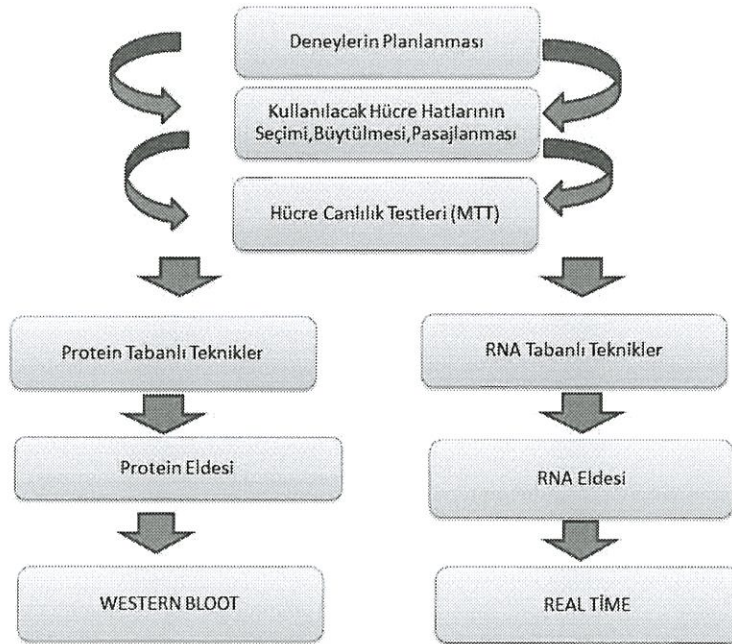 Deneylerin Planlanması
Kullanılacak Hücre Hatlarının
Seçimi,Büytülmesi,Pasajlanması
Hücre Canlılık Testleri (MTT)
Protein Tabanlı Teknikler
RNA Tabanlı Teknikler
Protein Eldesi
RNA Eldesi
WESTERN BLOOT
REAL TİME